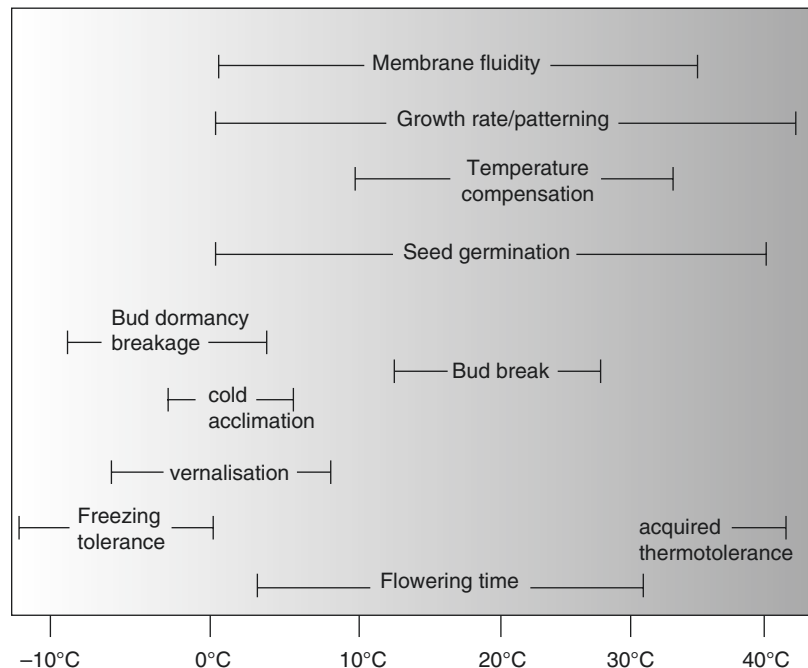 Membrane fluidity
Growth rate/patterning
Temperature
compensation
Seed germination
Bud dormancy
breakage
Bud break
cold
acclimation
vernalisation
Freezing
tolerance
acquired
thermotolerance
Flowering time
–10°C 0°C 10°C 20°C 30°C 40°C